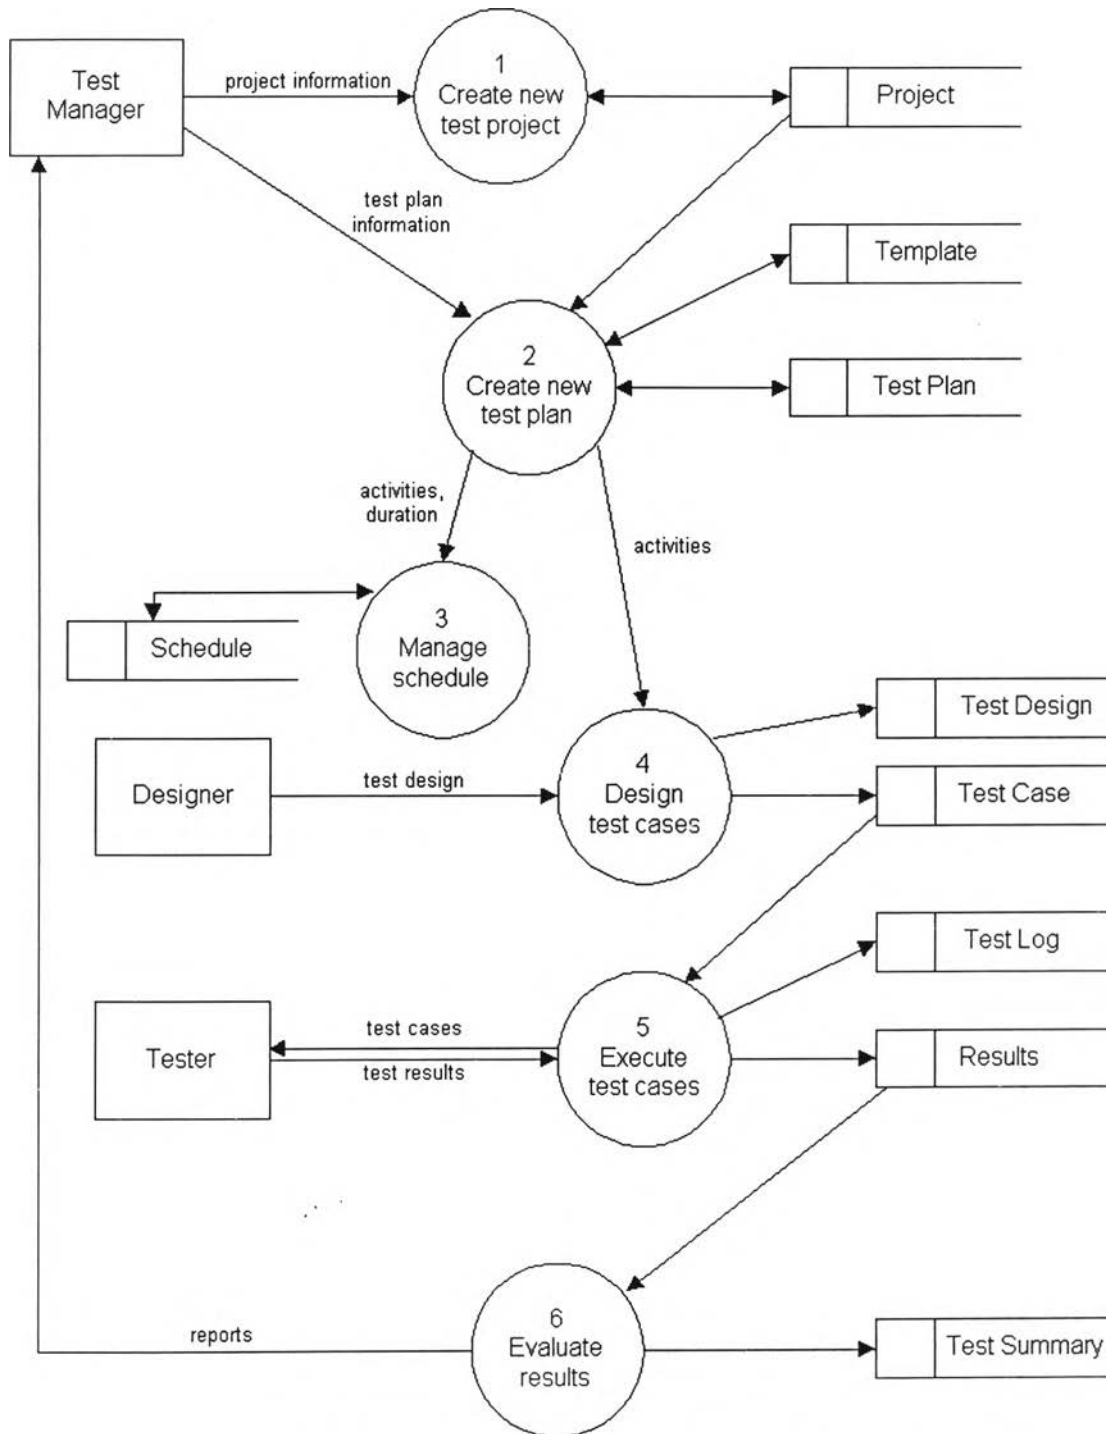 Test
Manager
project information
1
Create new
test project
Project
test plan
information
Template
2
Create new
test plan
Test Plan
activities,
duration
activities
3
Manage
schedule
Schedule
Test Design
Designer
test design
4
Design
test cases
Test Case
Test Log
Tester
test cases
test results
5
Execute
test cases
Results
reports
6
Evaluate
results
Test Summary